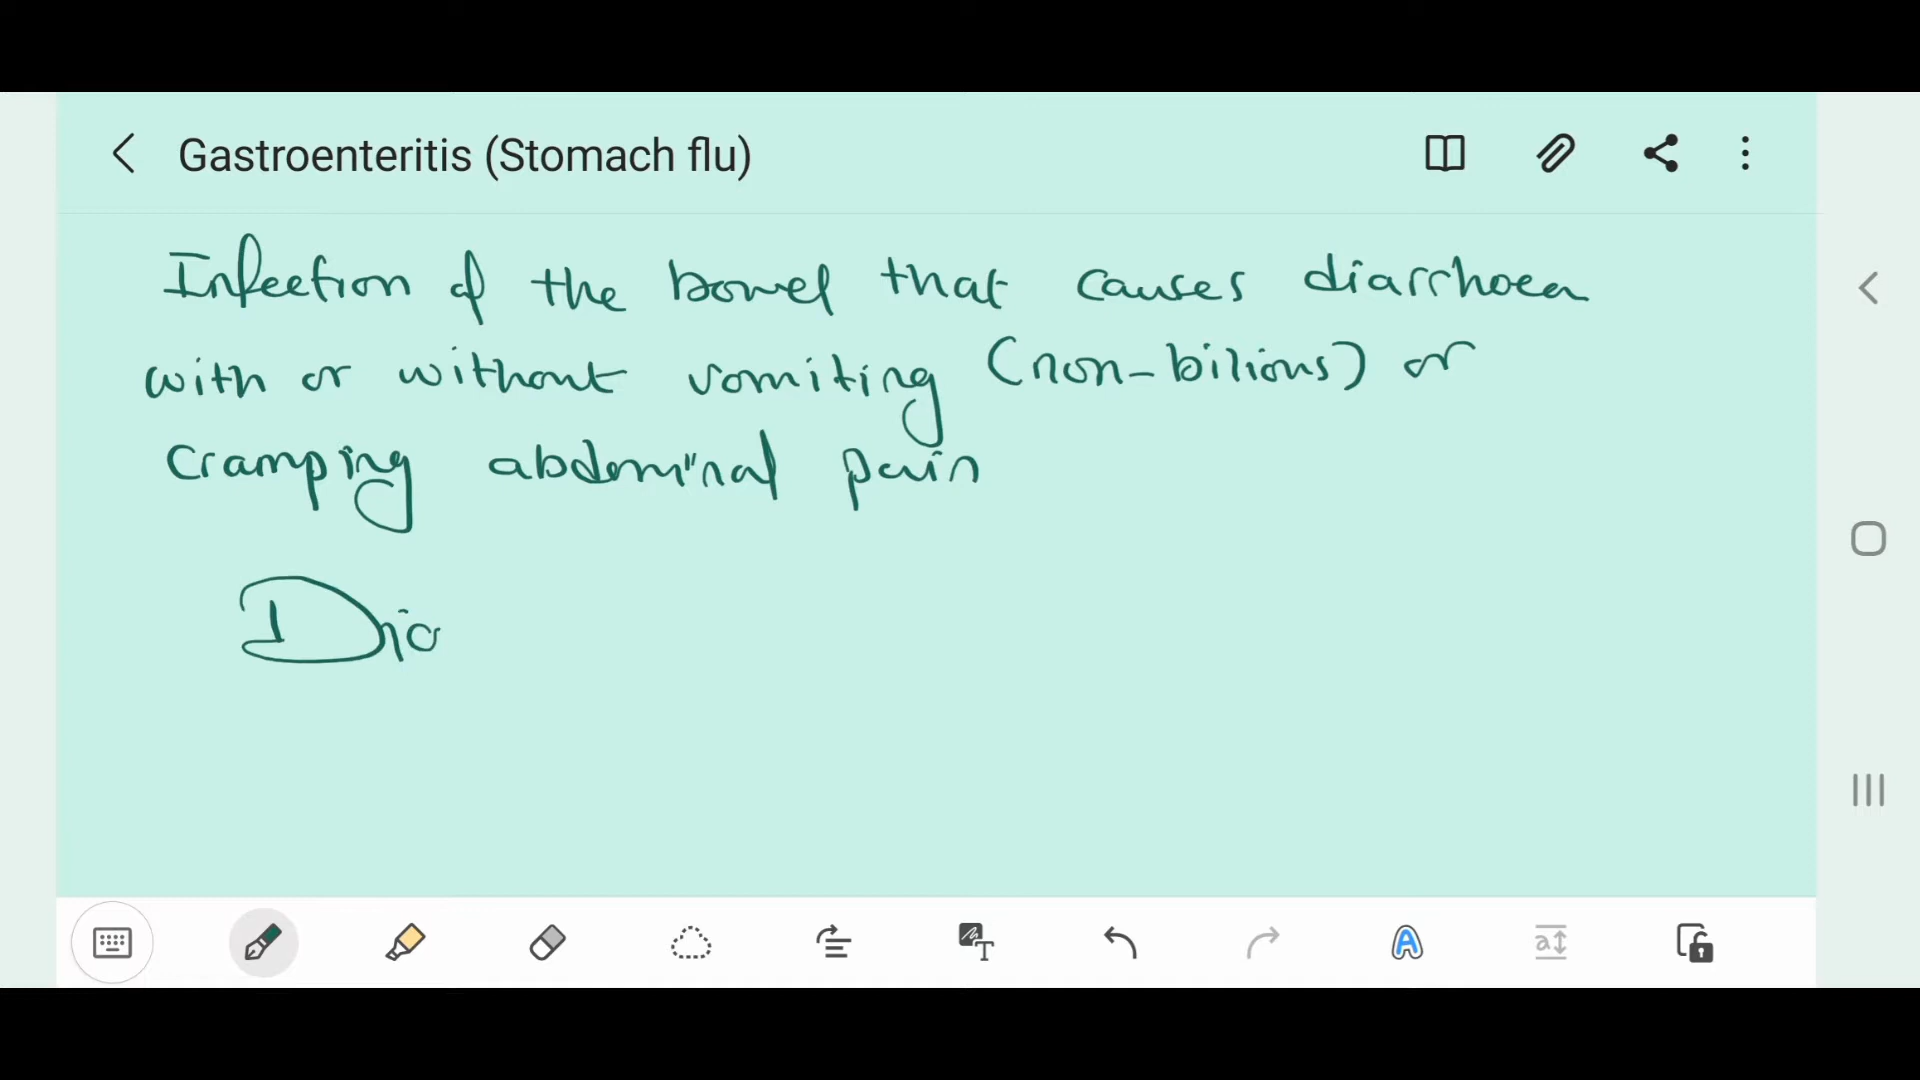 Gastroenteritis (Stomach flu)
Infection of the bowel that causes diarrhoea
with or without vomiting (non-bilious) or
cramping abdominal pain
Dia